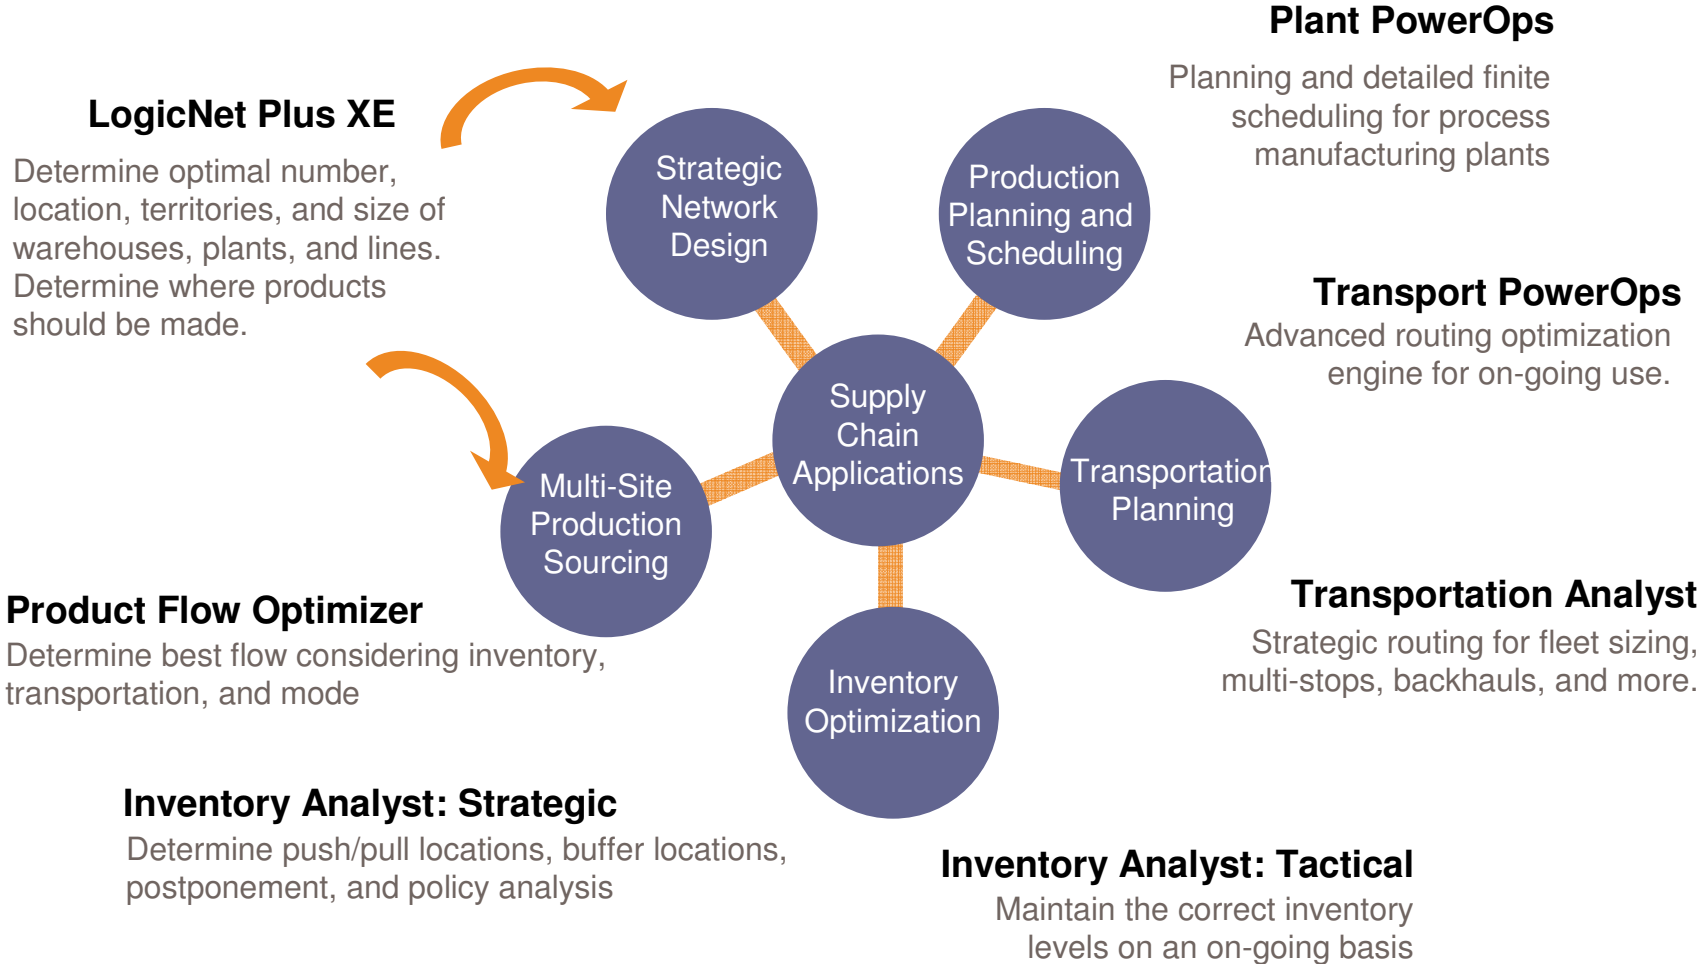 Plant PowerOps
Planning and detailed finite
scheduling for process
manufacturing plants
LogicNet Plus XE
Determine optimal number,
location, territories, and size of
warehouses, plants, and lines.
Determine where products
should be made.
Strategic
Network
Design
Production
Planning and
Scheduling
Transport PowerOps
Advanced routing optimization
engine for on-going use.
Supply
Chain
Applications
Transportation
Planning
Multi-Site
Production
Sourcing
Product Flow Optimizer
Determine best flow considering inventory,
transportation, and mode
Transportation Analyst
Strategic routing for fleet sizing,
multi-stops, backhauls, and more.
Inventory
Optimization
Inventory Analyst: Strategic
Determine push/pull locations, buffer locations,
postponement, and policy analysis
Inventory Analyst: Tactical
Maintain the correct inventory
levels on an on-going basis